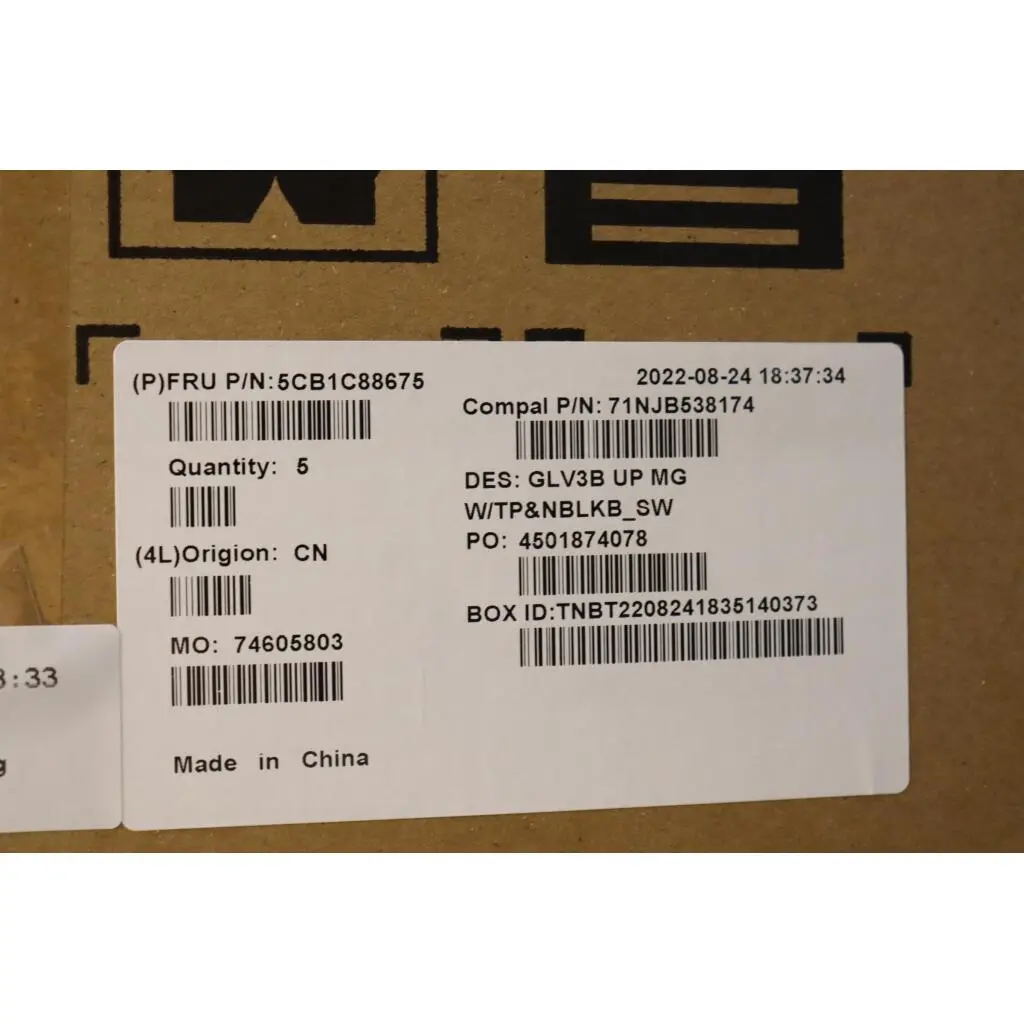 (P)FRU P/N:5CB1C88675
2022-08-24 18:37:34
Compal P/N: 71NJB538174
Quantity: 5
DES: GLV3B UP MG
W/TP&NBLKB_SW
(4L)Origion: CN
PO: 4501874078
BOX ID:TNBT2208241835140373
MO: 74605803
Made in China
:33
g